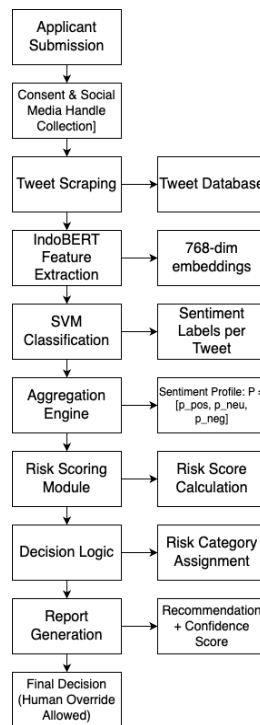 Applicant
Submission
Consent & Social
Media Handle
Collection]
Tweet Scraping
Tweet Database
IndoBERT
Feature
Extraction
768-dim
embeddings
SVM
Classification
Sentiment
Labels per
Tweet
Aggregation
Engine
Sentiment Profile: P =
[p_pos, p_neu,
p_neg]
Risk Scoring
Module
Risk Score
Calculation
Decision Logic
Risk Category
Assignment
Report
Generation
Recommendation
+ Confidence
Score
Final Decision
(Human Override
Allowed)